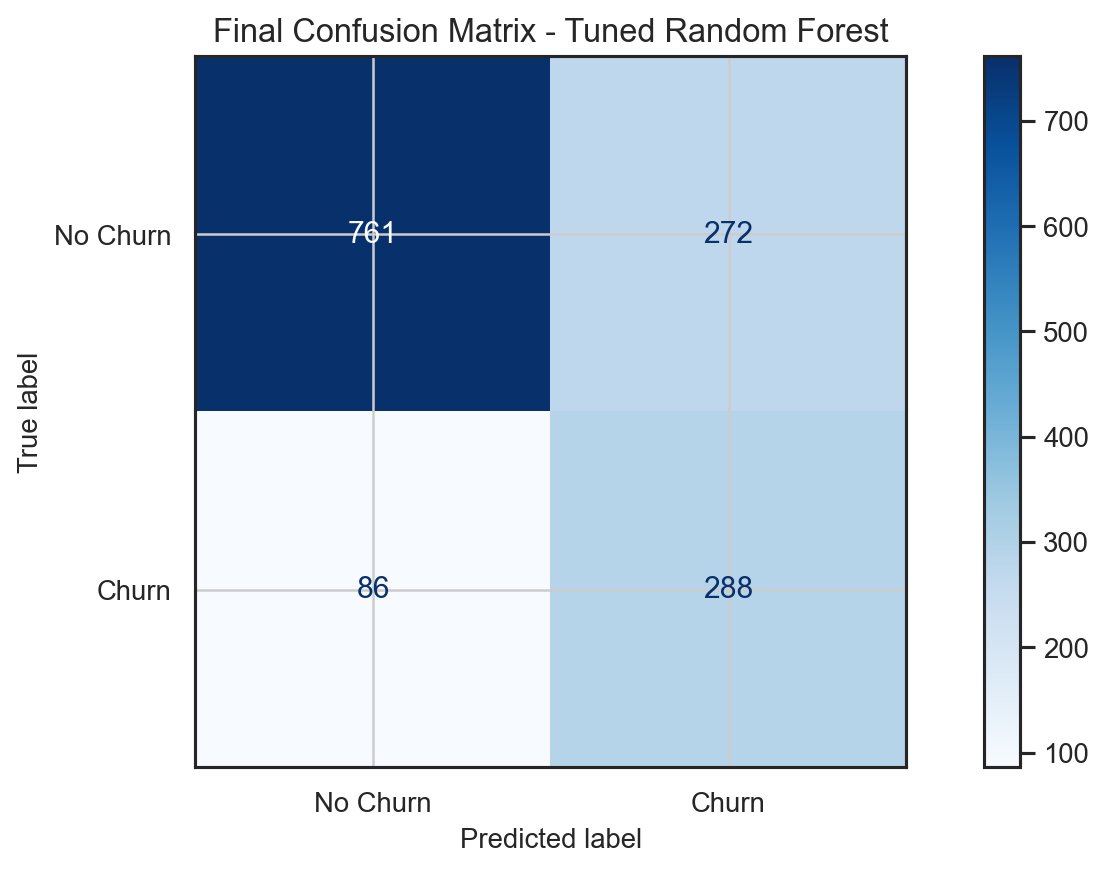 Final Confusion Matrix - Tuned Random Forest
No Churn
761
272
Churn
86
288
True label
No Churn
Churn
Predicted label
700
600
500
400
300
200
100